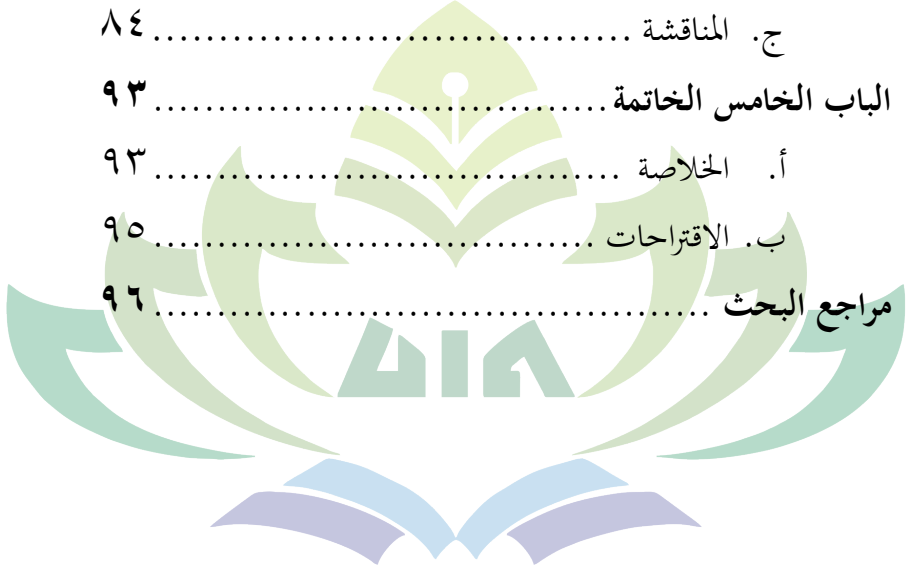 ج. المناقشة .................................... ٨٤
الباب الخامس الخاتمة .................................. ٩٣
أ. الخلاصة ................................... ٩٣
ب. الاقتراحات ................................. ٩٥
مراجع البحث .......................................... ٩٦